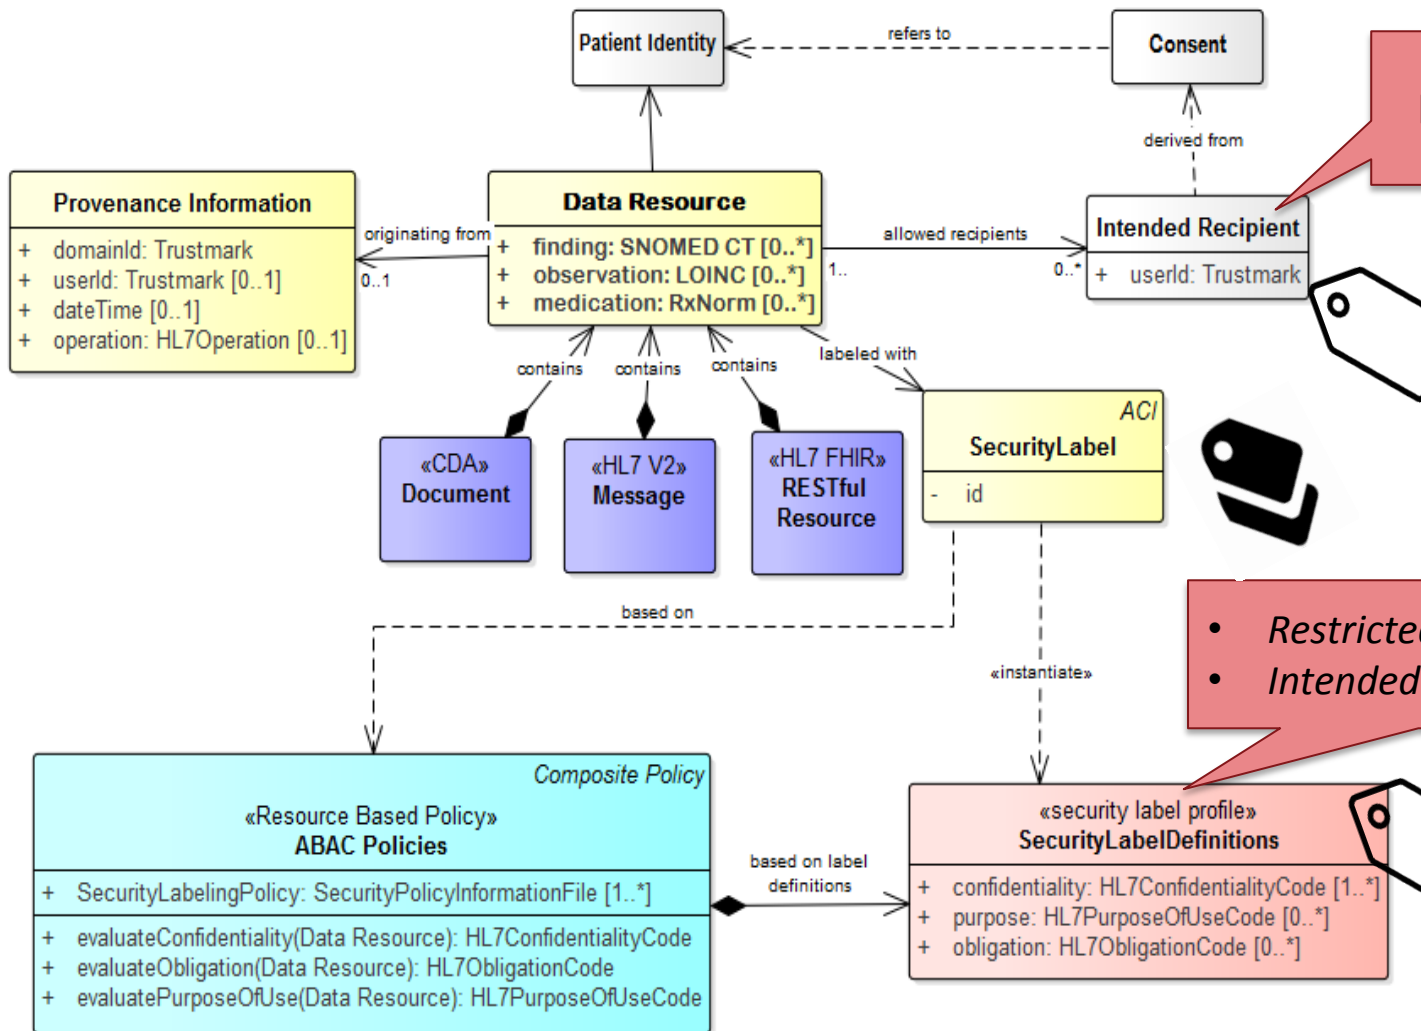 Patient Identity
refers to
Consent
derived from
Provenance Information
+ domainId: Trustmark
+ userId: Trustmark [0..1]
+ dateTime [0..1]
+ operation: HL7Operation [0..1]
originating from
0..1
Data Resource
+ finding: SNOMED CT [0..*]
+ observation: LOINC [0..*]
+ medication: RxNorm [0..*]
allowed recipients
1..
0..*
Intended Recipient
+ userId: Trustmark
contains
contains
contains
labeled with
«CDA»
Document
«HL7 V2»
Message
«HL7 FHIR»
RESTful
Resource
ACI
SecurityLabel
- id
based on
«instantiate»
• Restricted
• Intended
Composite Policy
«Resource Based Policy»
ABAC Policies
+ SecurityLabelingPolicy: SecurityPolicyInformationFile [1..*]
+ evaluateConfidentiality(Data Resource): HL7ConfidentialityCode
+ evaluateObligation(Data Resource): HL7ObligationCode
+ evaluatePurposeOfUse(Data Resource): HL7PurposeOfUseCode
based on label
definitions
«security label profile»
SecurityLabelDefinitions
+ confidentiality: HL7ConfidentialityCode [1..*]
+ purpose: HL7PurposeOfUseCode [0..*]
+ obligation: HL7ObligationCode [0..*]